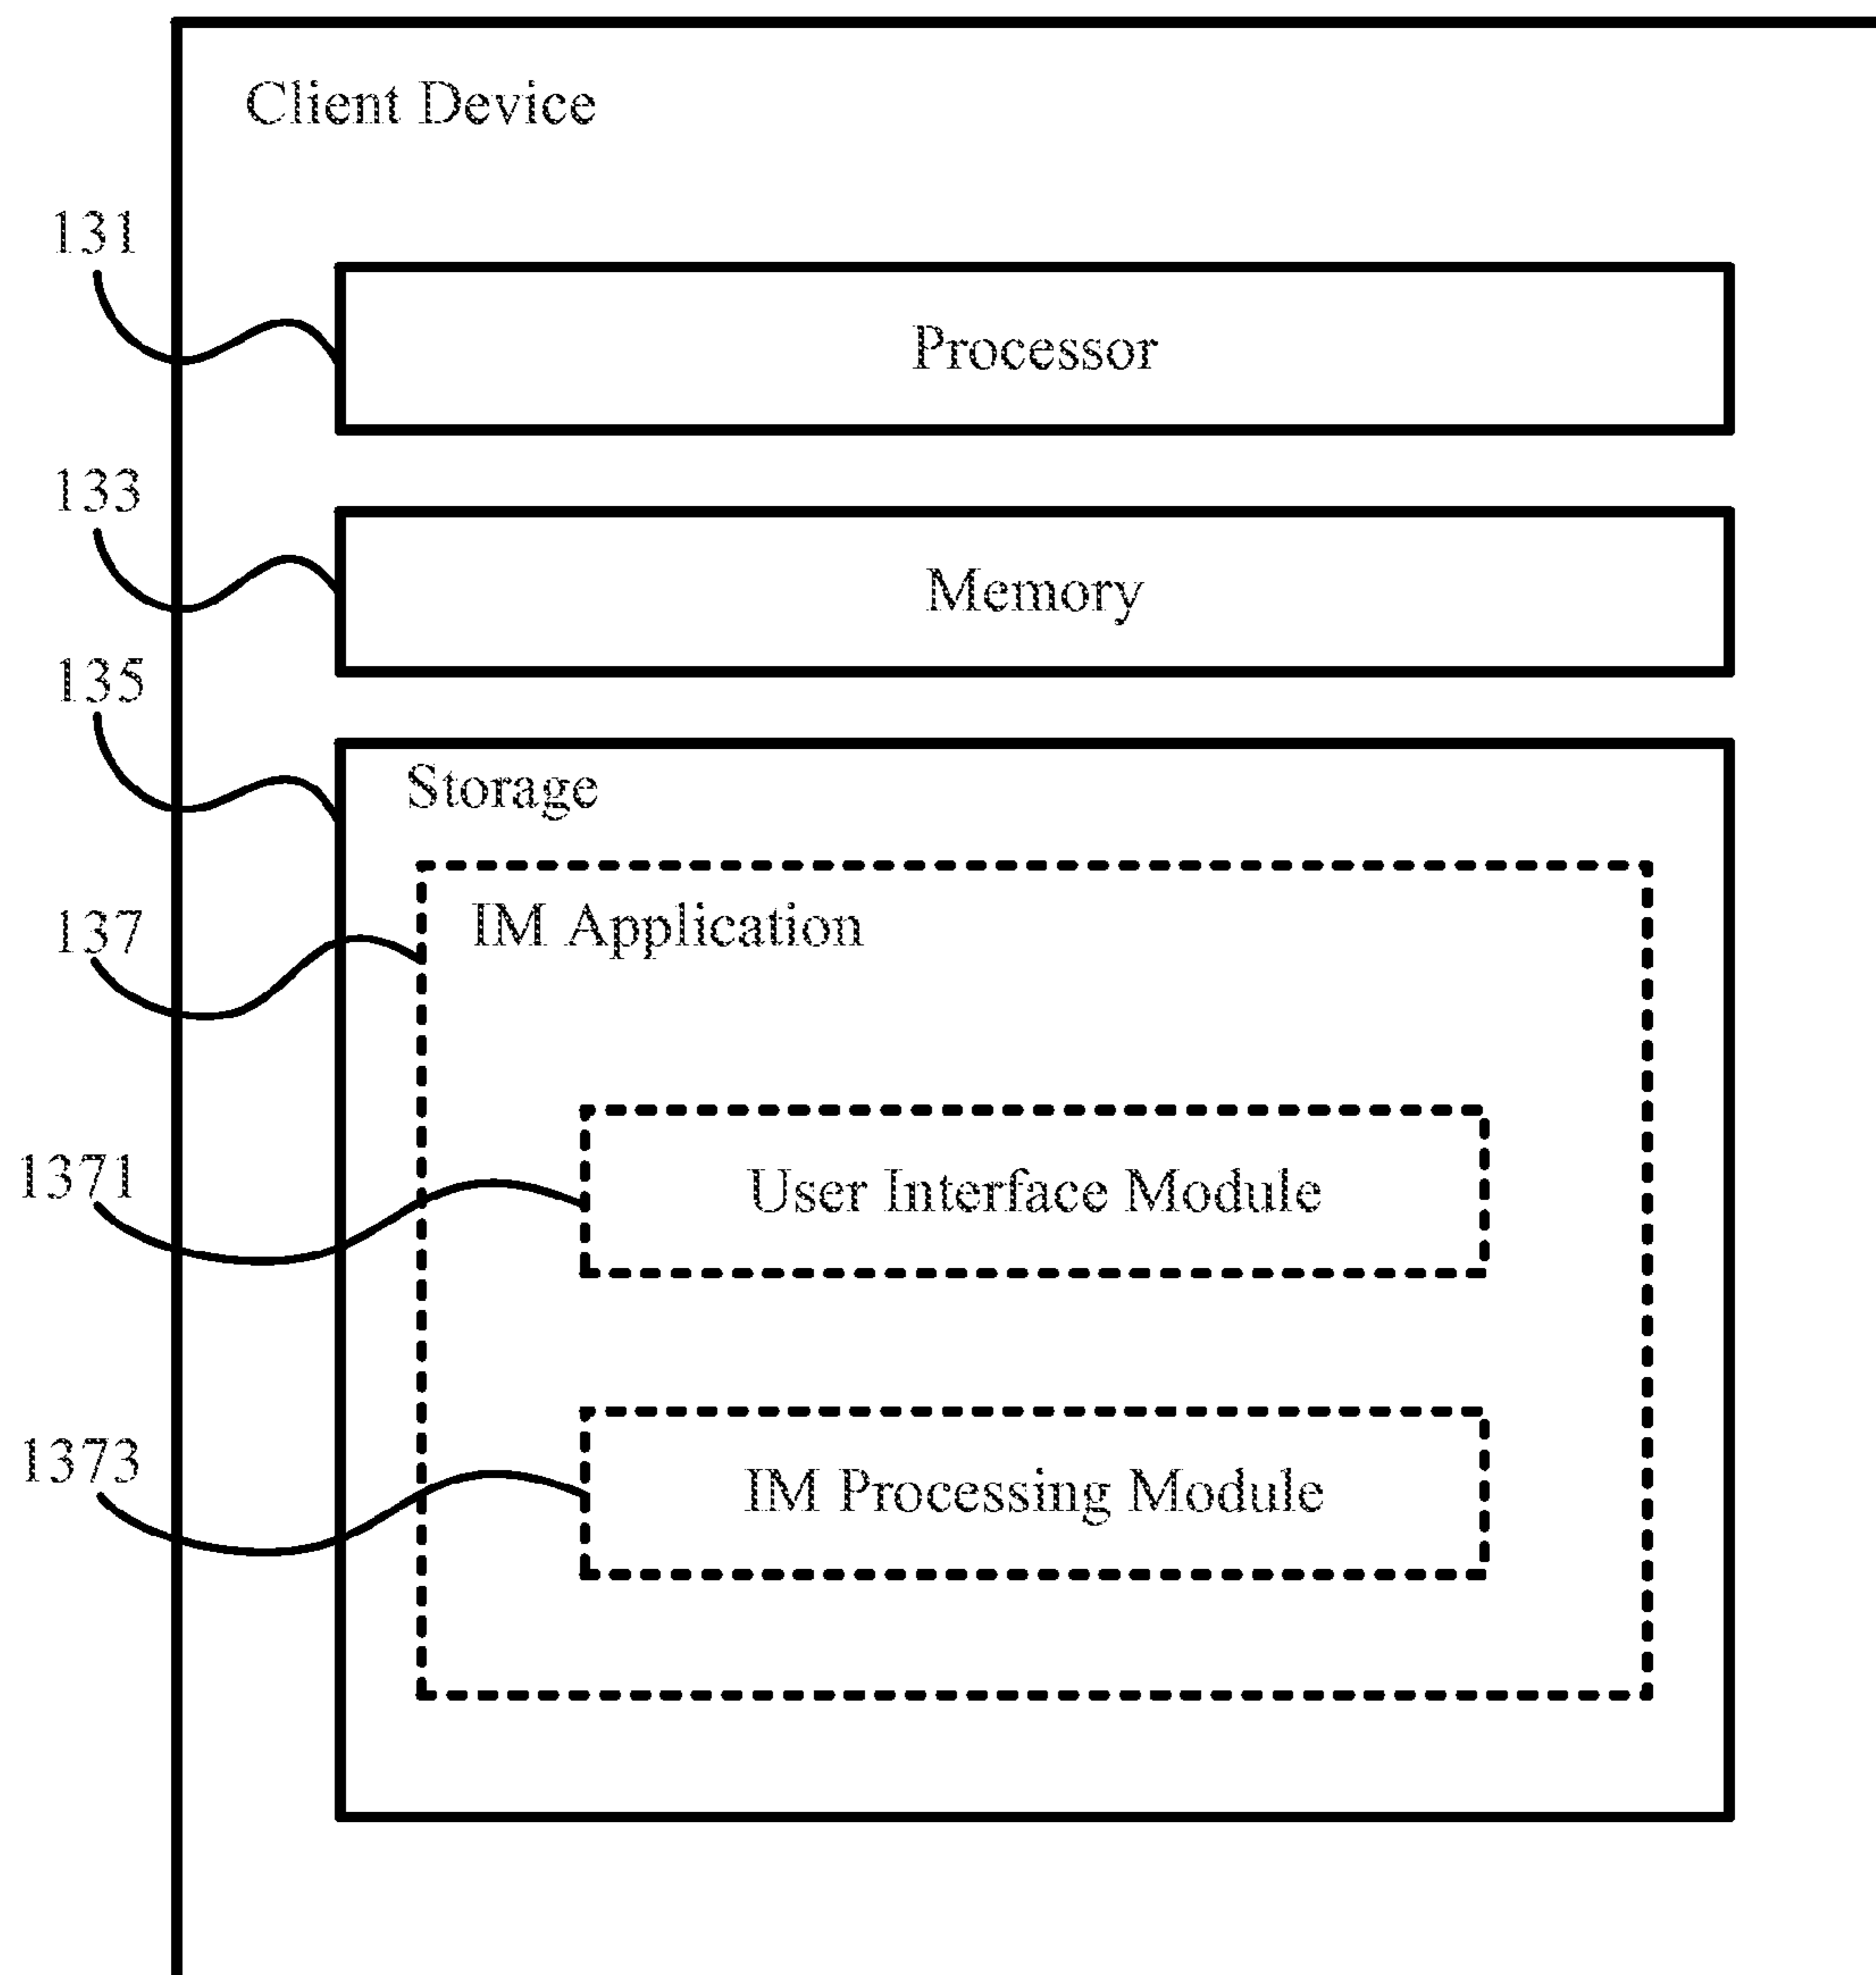 Client Device
131
Processor
133
Memory
135
Storage
137
IM Application
1371
User Interface Module
1373
IM Processing Module